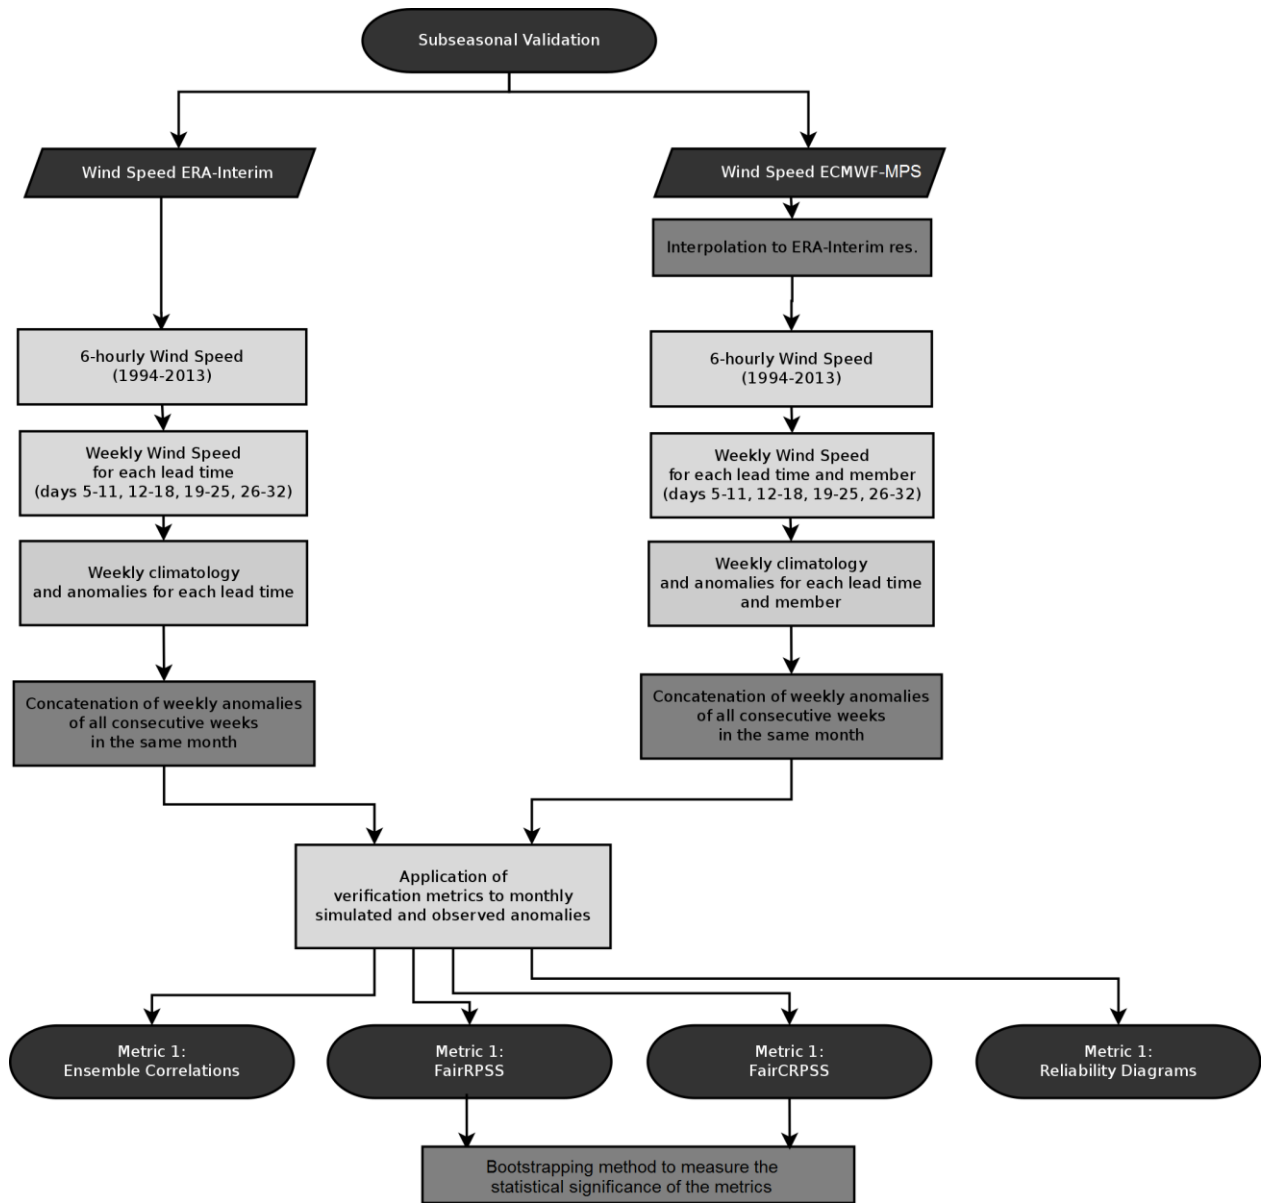 Subseasonal Validation
Wind Speed ERA-Interim
Wind Speed ECMWF-MPS
Interpolation to ERA-Interim res.
6-hourly Wind Speed
(1994-2013)
6-hourly Wind Speed
(1994-2013)
Weekly Wind Speed
for each lead time
(days 5-11, 12-18, 19-25, 26-32)
Weekly Wind Speed
for each lead time and member
(days 5-11, 12-18, 19-25, 26-32)
Weekly climatology
and anomalies for each lead time
Weekly climatology
and anomalies for each lead time
and member
Concatenation of weekly anomalies
of all consecutive weeks
in the same month
Concatenation of weekly anomalies
of all consecutive weeks
in the same month
Application of
verification metrics to monthly
simulated and observed anomalies
Metric 1:
Ensemble Correlations
Metric 1:
FairRPSS
Metric 1:
FairCRPSS
Metric 1:
Reliability Diagrams
Bootstrapping method to measure the
statistical significance of the metrics